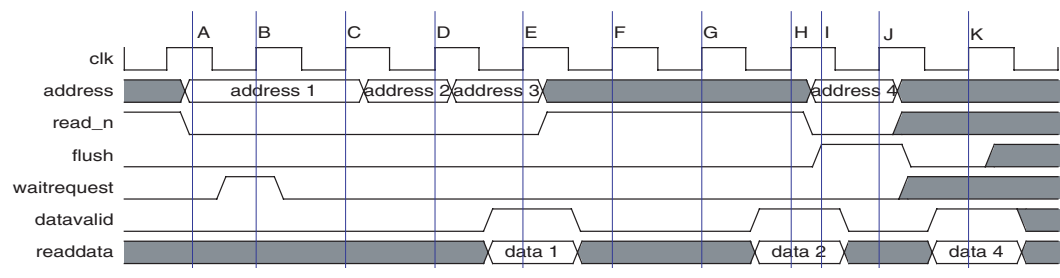 A B C D E F G H I J K
clk
address address 1 address 2 address 3 address 4
read_n
flush
waitrequest
datavalid
readdata data 1 data 2 data 4